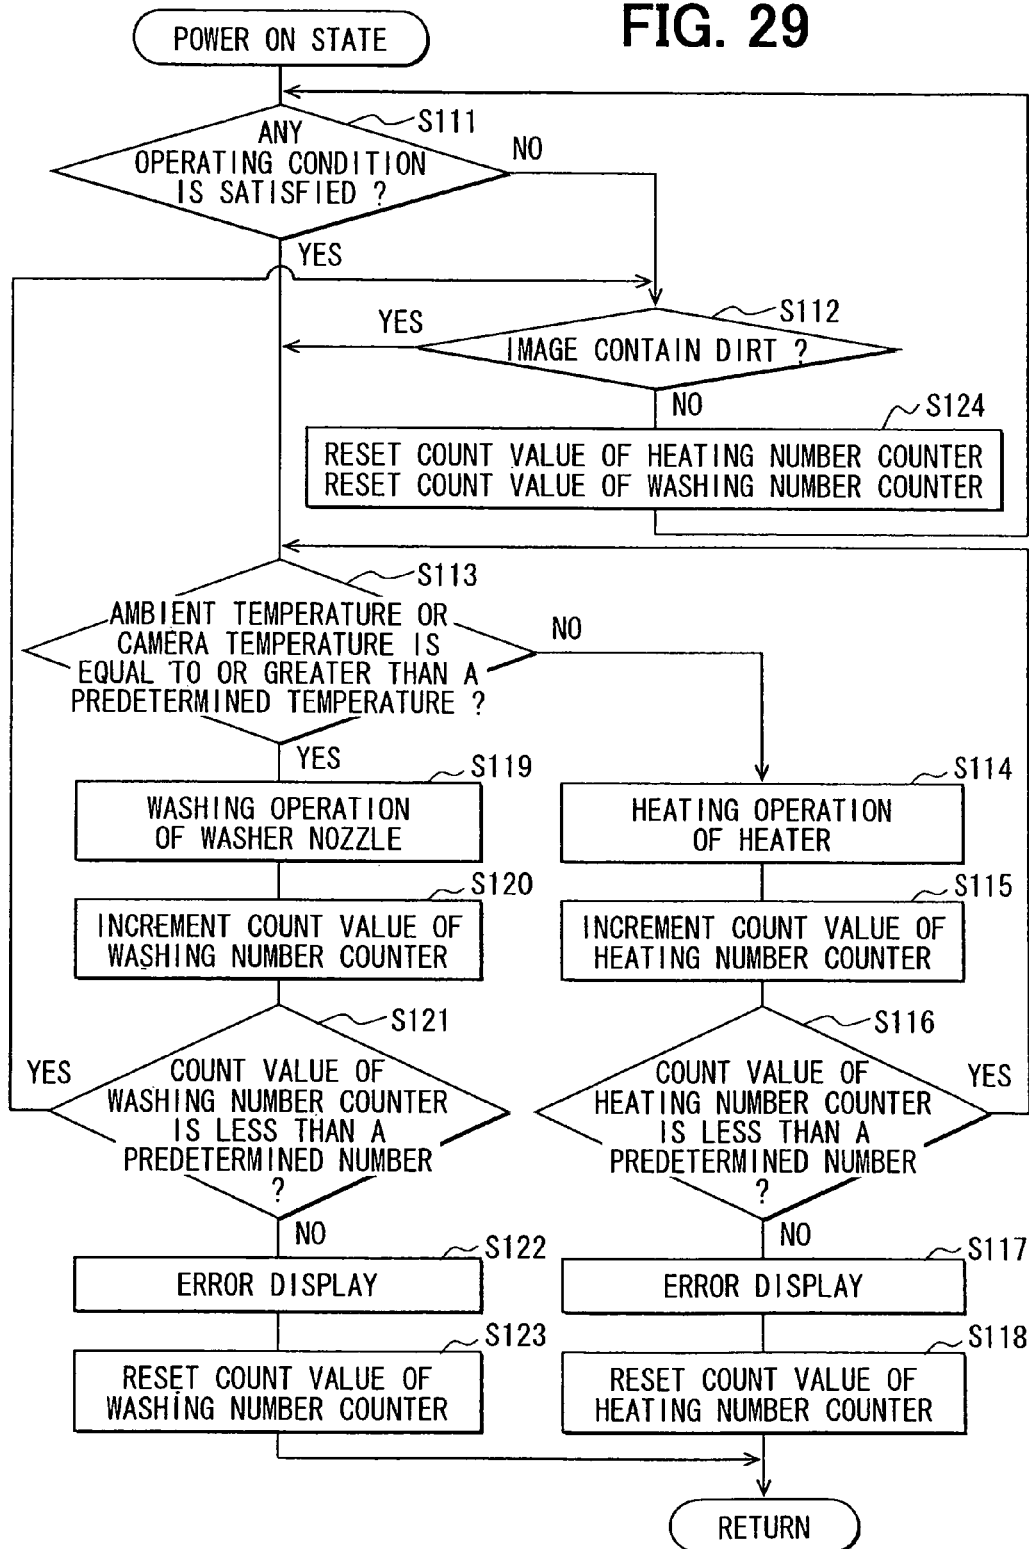 FIG. 29
POWER ON STATE
S111
ANY
OPERATING CONDITION
IS SATISFIED ?
NO
YES
S112
YES
IMAGE CONTAIN DIRT ?
NO
S124
RESET COUNT VALUE OF HEATING NUMBER COUNTER
RESET COUNT VALUE OF WASHING NUMBER COUNTER
S113
AMBIENT TEMPERATURE OR
CAMERA TEMPERATURE IS
EQUAL TO OR GREATER THAN A
PREDETERMINED TEMPERATURE ?
NO
YES
S119
WASHING OPERATION
OF WASHER NOZZLE
S114
HEATING OPERATION
OF HEATER
S120
INCREMENT COUNT VALUE OF
WASHING NUMBER COUNTER
S115
INCREMENT COUNT VALUE OF
HEATING NUMBER COUNTER
S121
YES
COUNT VALUE OF
WASHING NUMBER COUNTER
IS LESS THAN A
PREDETERMINED NUMBER
?
NO
S116
YES
COUNT VALUE OF
HEATING NUMBER COUNTER
IS LESS THAN A
PREDETERMINED NUMBER
?
NO
S122
ERROR DISPLAY
S117
ERROR DISPLAY
S123
RESET COUNT VALUE OF
WASHING NUMBER COUNTER
S118
RESET COUNT VALUE OF
HEATING NUMBER COUNTER
RETURN